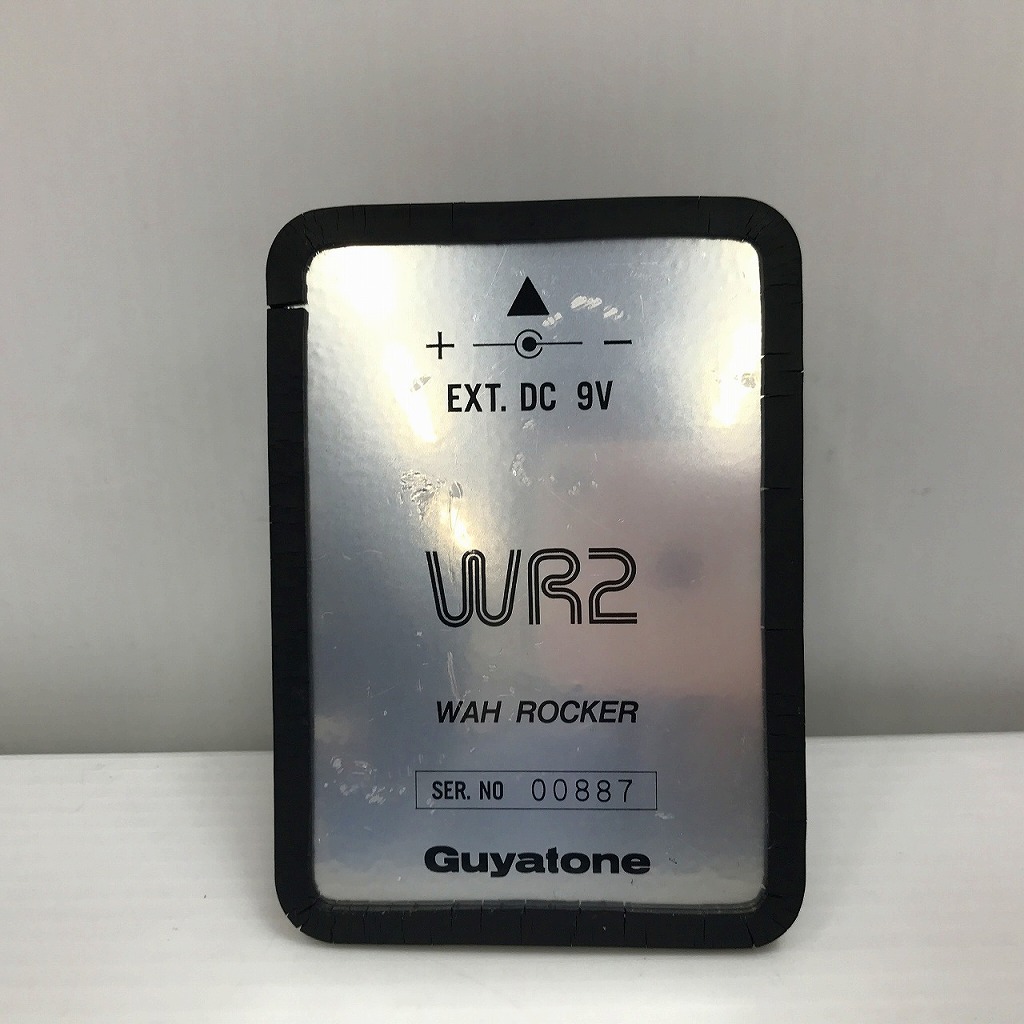 + −
EXT. DC 9V
WR2
WAH ROCKER
SER. NO 00887
Guyatone